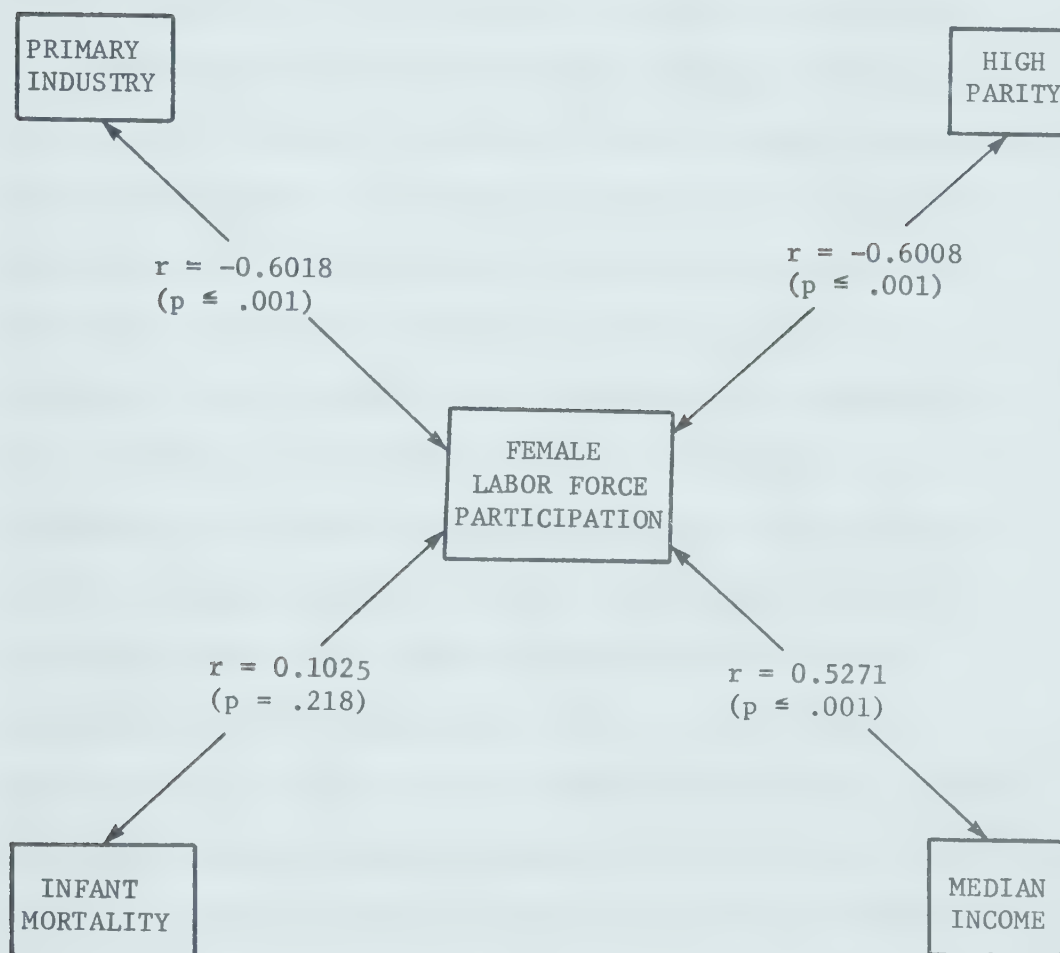 PRIMARY
INDUSTRY
HIGH
PARITY
r = -0.6018
(p ≤ .001)
r = -0.6008
(p ≤ .001)
FEMALE
LABOR FORCE
PARTICIPATION
r = 0.1025
(p = .218)
r = 0.5271
(p ≤ .001)
INFANT
MORTALITY
MEDIAN
INCOME